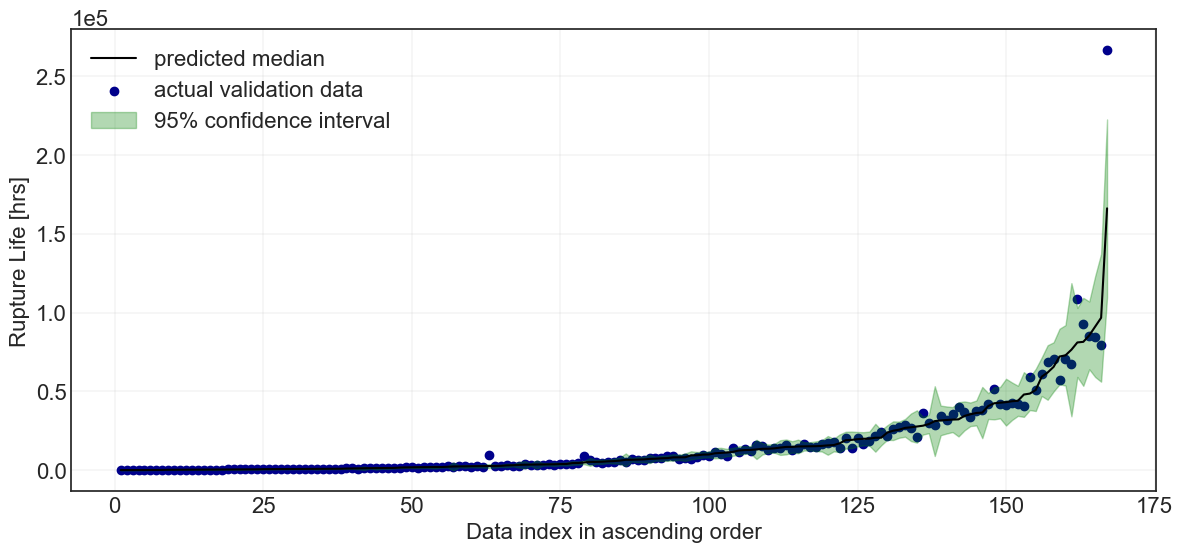 1e5
predicted median
actual validation data
95% confidence interval
2.5
2.0
1.5
1.0
0.5
0.0
Rupture Life [hrs]
0 25 50 75 100 125 150 175
Data index in ascending order